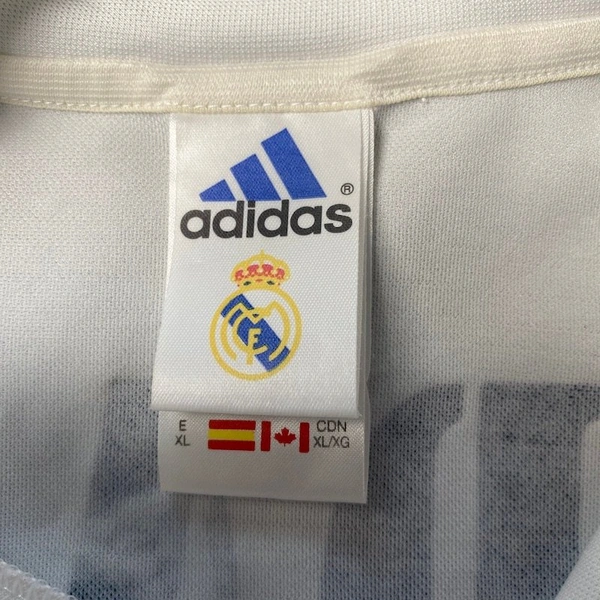 adidas ®
E CDN
XL XL/XG